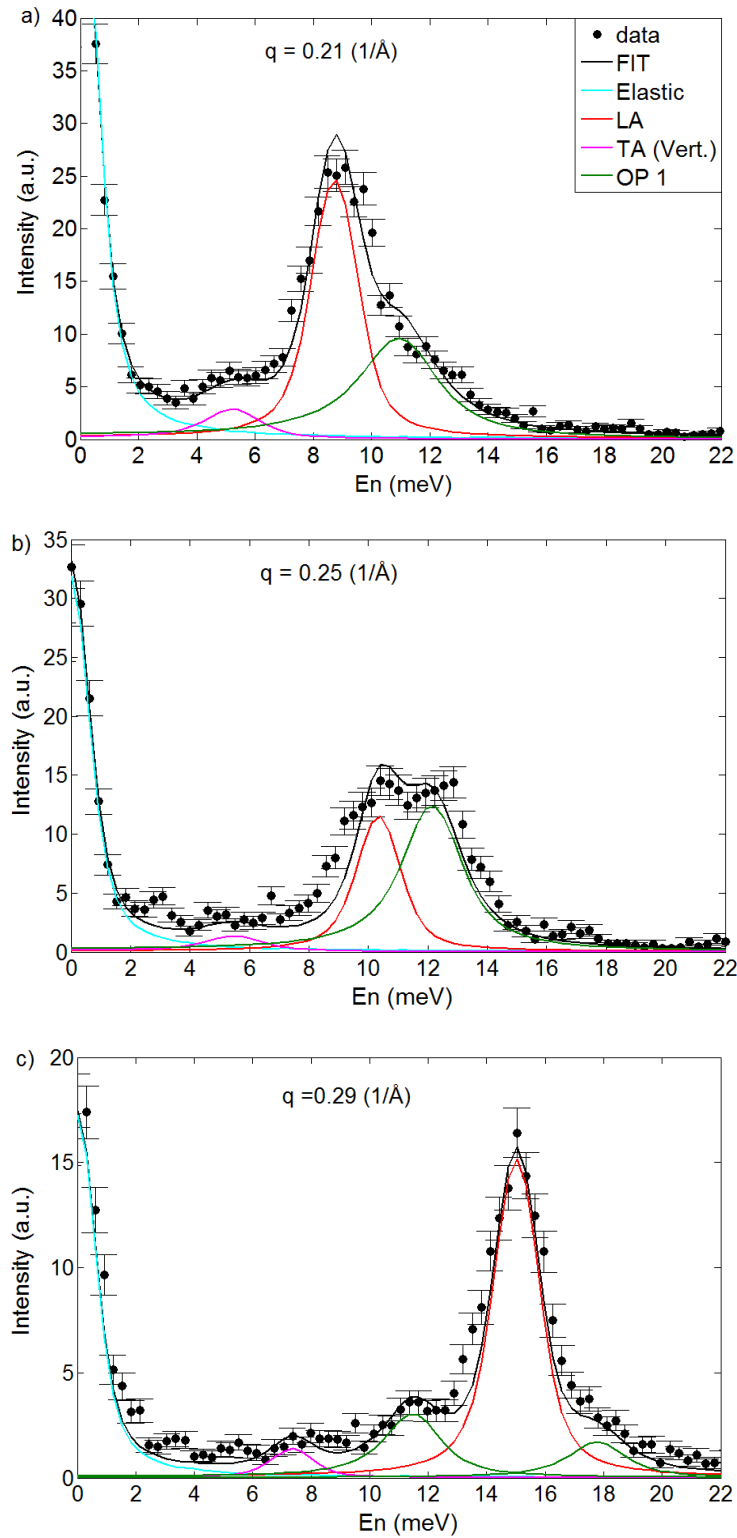 a)
q = 0.21 (1/Å)
data
FIT
Elastic
LA
TA (Vert.)
OP 1
Intensity (a.u.)
40
35
30
25
20
15
10
5
0
0 2 4 6 8 10 12 14 16 18 20 22
En (meV)
b)
q = 0.25 (1/Å)
Intensity (a.u.)
35
30
25
20
15
10
5
0
0 2 4 6 8 10 12 14 16 18 20 22
En (meV)
c)
q =0.29 (1/Å)
Intensity (a.u.)
20
15
10
5
0
0 2 4 6 8 10 12 14 16 18 20 22
En (meV)